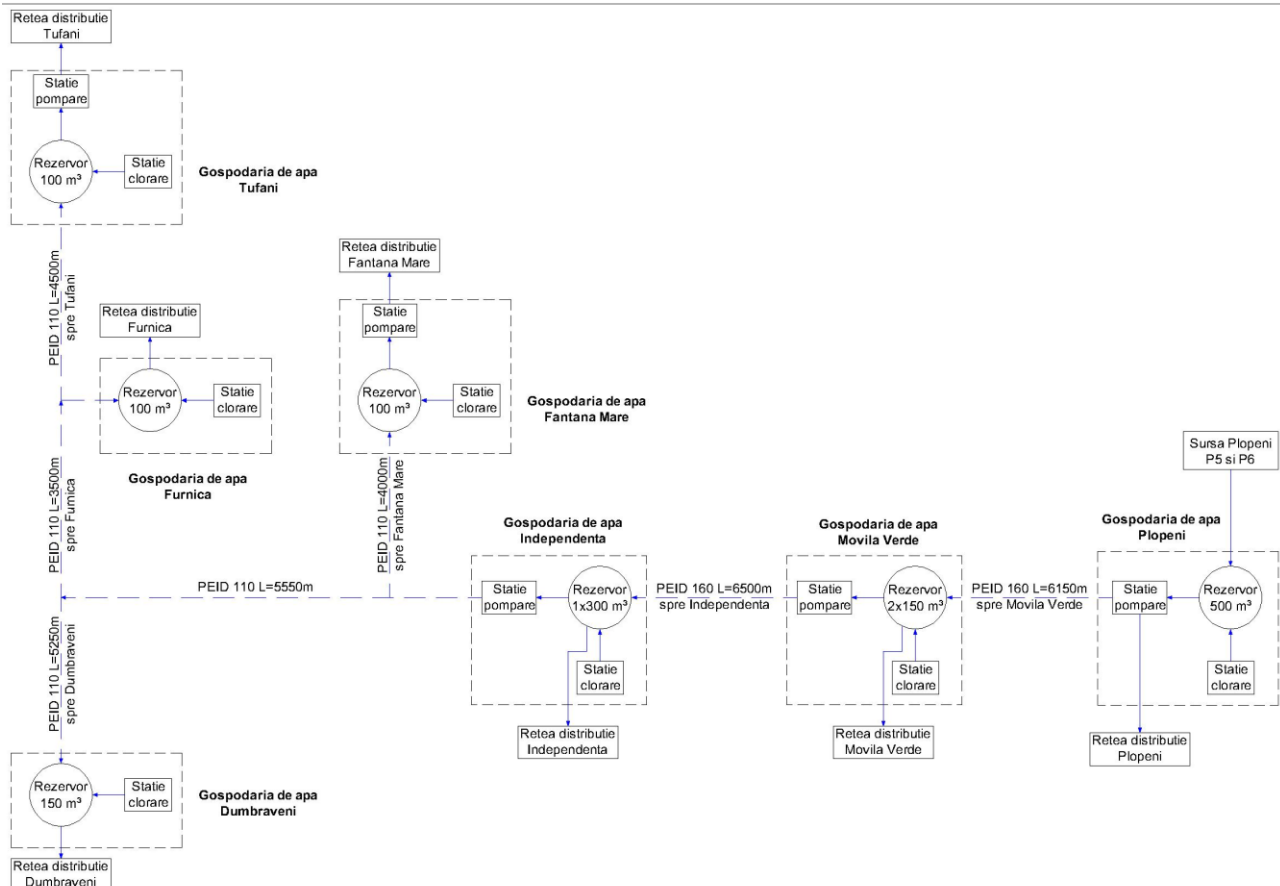 Retea distributie
Tufani
Statie
pompare
Rezervor
100 m³
Statie
clorare
Gospodaria de apa
Tufani
PEID 110 L=4500m
spre Tufani
Retea distributie
Furnica
Rezervor
100 m³
Statie
clorare
Gospodaria de apa
Furnica
PEID 110 L=3500m
spre Furnica
Retea distributie
Fantana Mare
Statie
pompare
Rezervor
100 m³
Statie
clorare
Gospodaria de apa
Fantana Mare
PEID 110 L=4000m
spre Fantana Mare
PEID 110 L=5550m
Gospodaria de apa
Independenta
Statie
pompare
Rezervor
1x300 m³
Statie
clorare
Retea distributie
Independenta
PEID 160 L=6500m
spre Independenta
Gospodaria de apa
Movila Verde
Statie
pompare
Rezervor
2x150 m³
Statie
clorare
Retea distributie
Movila Verde
PEID 160 L=6150m
spre Movila Verde
Sursa Plopeni
P5 si P6
Gospodaria de apa
Plopeni
Statie
pompare
Rezervor
500 m³
Statie
clorare
Retea distributie
Plopeni
PEID 110 L=5250m
spre Dumbraveni
Rezervor
150 m³
Statie
clorare
Gospodaria de apa
Dumbraveni
Retea distributie
Dumbraveni